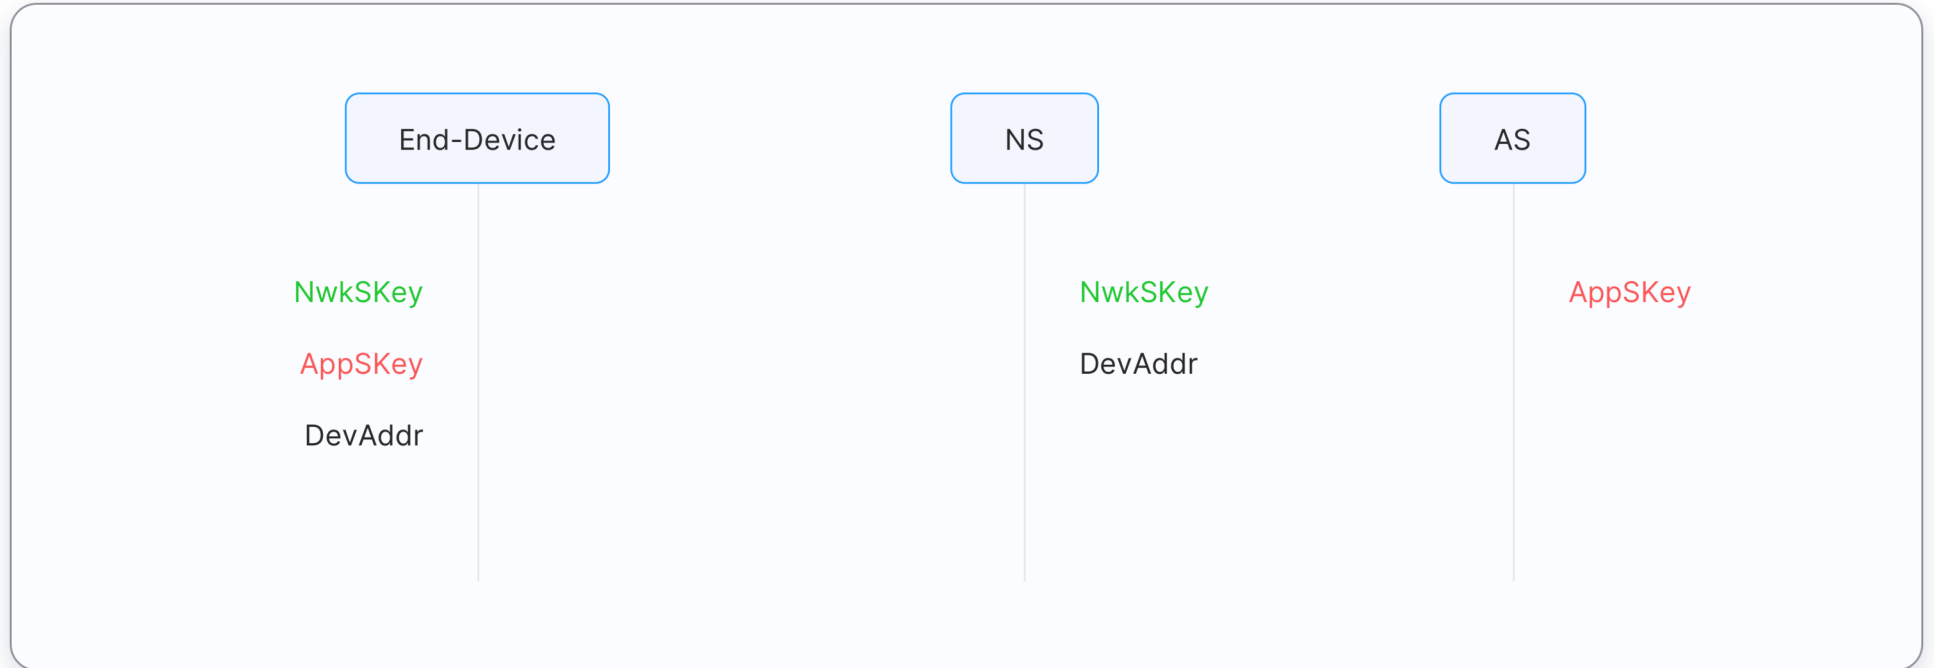 End-Device
NS
AS
NwkSKey
AppSKey
DevAddr
NwkSKey
DevAddr
AppSKey